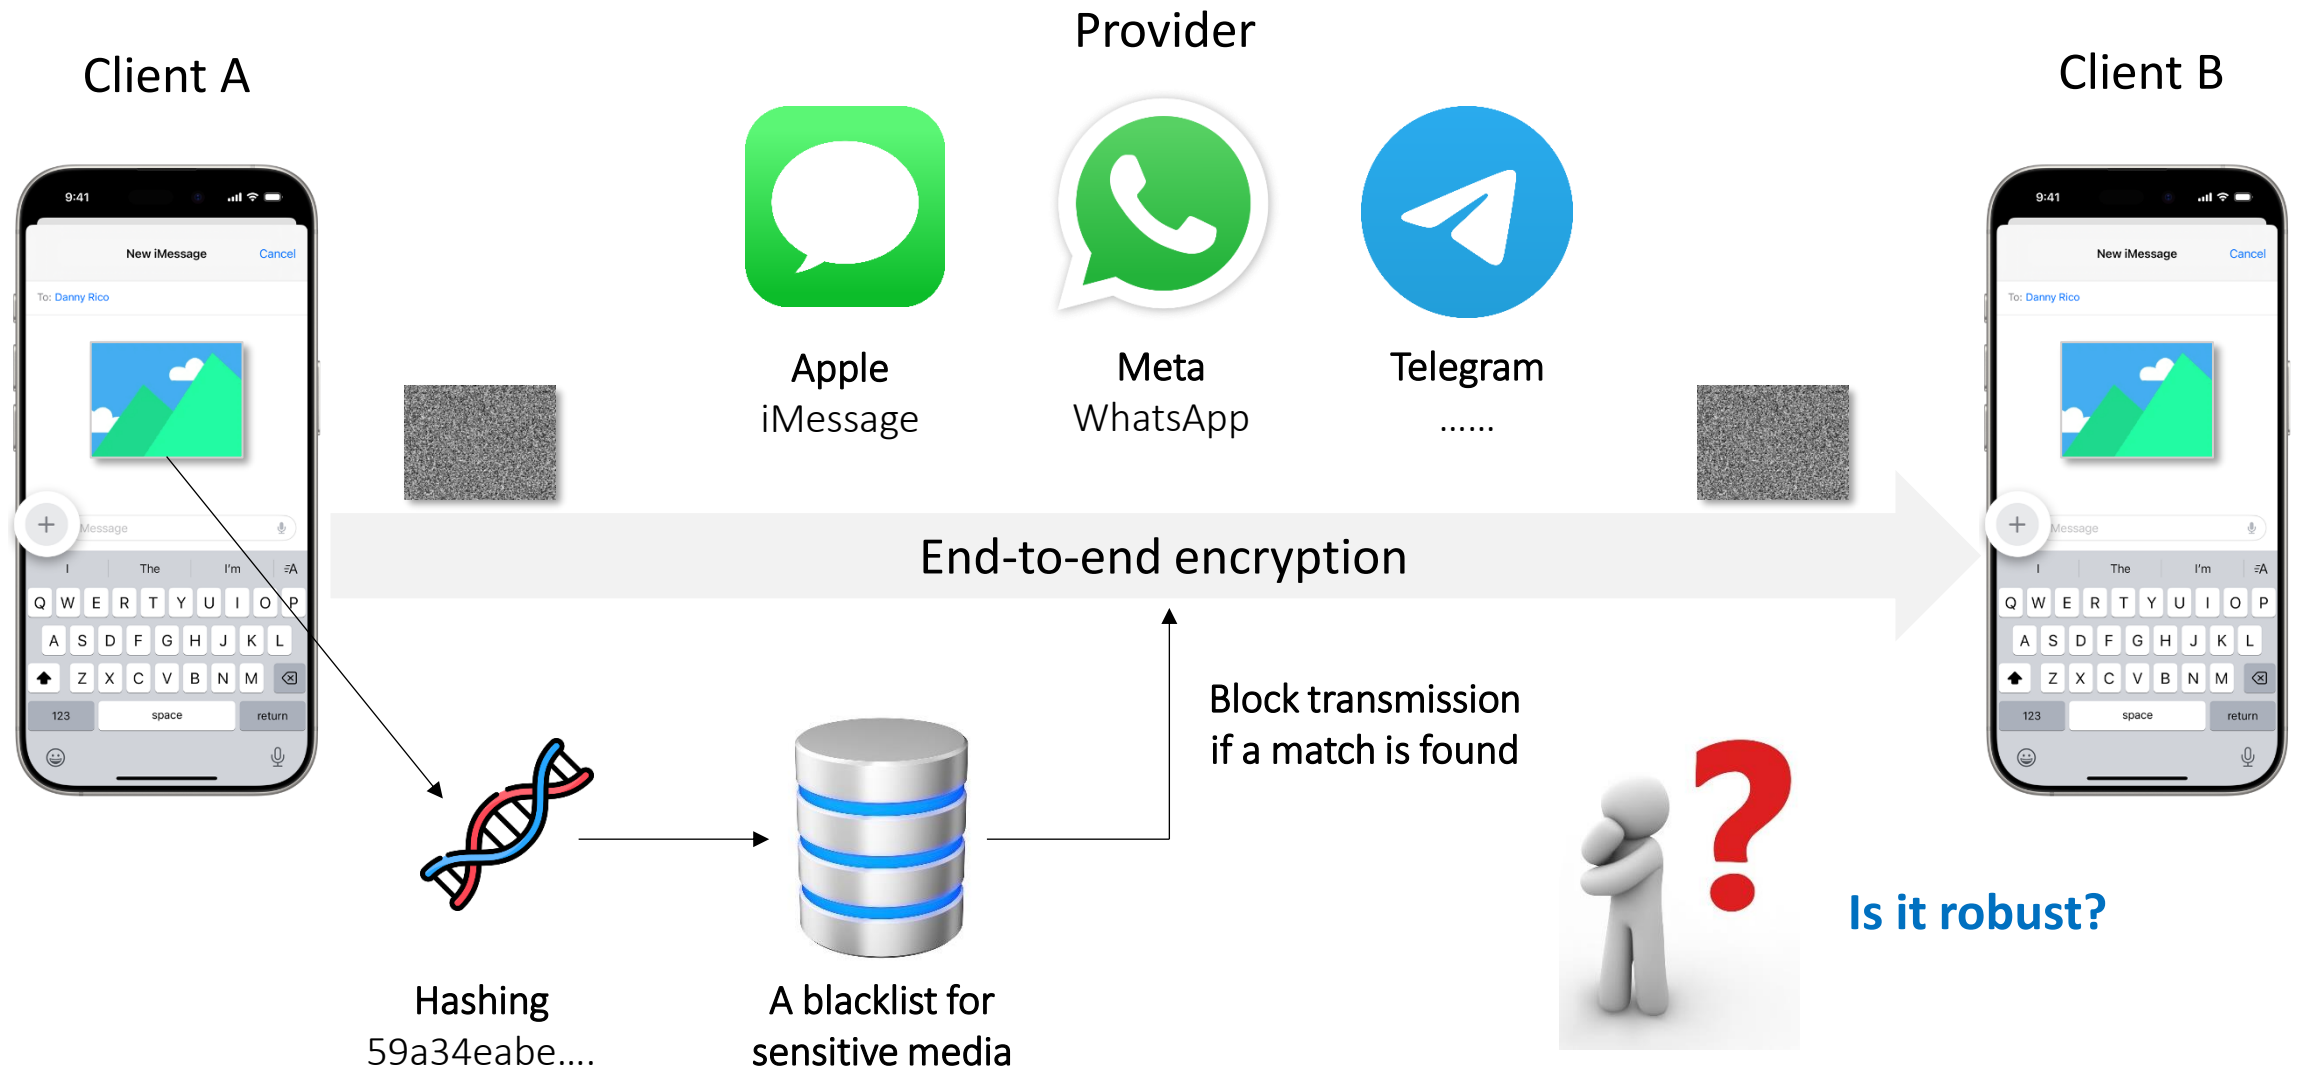 Provider
Client A
Client B
9:41
New iMessage
Cancel
To: Danny Rico
Message
I
The
I'm
Q W E R T Y U I O P
A S D F G H J K L
Z X C V B N M
123
space
return
Apple
iMessage
Meta
WhatsApp
Telegram
......
End-to-end encryption
9:41
New iMessage
Cancel
To: Danny Rico
Message
I
The
I'm
Q W E R T Y U I O P
A S D F G H J K L
Z X C V B N M
123
space
return
Block transmission
if a match is found
Is it robust?
Hashing
59a34eabe....
A blacklist for
sensitive media